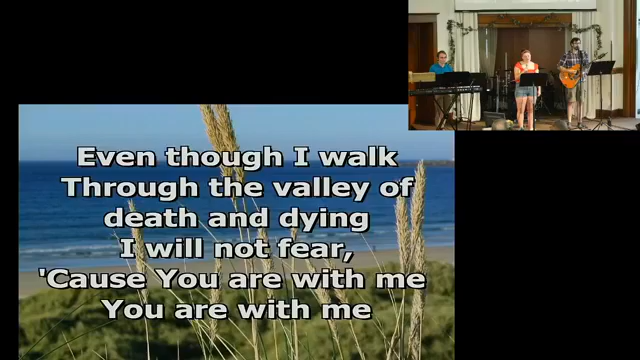 Even though I walk
Through the valley of
death and dying
I will not fear,
'Cause You are with me
You are with me